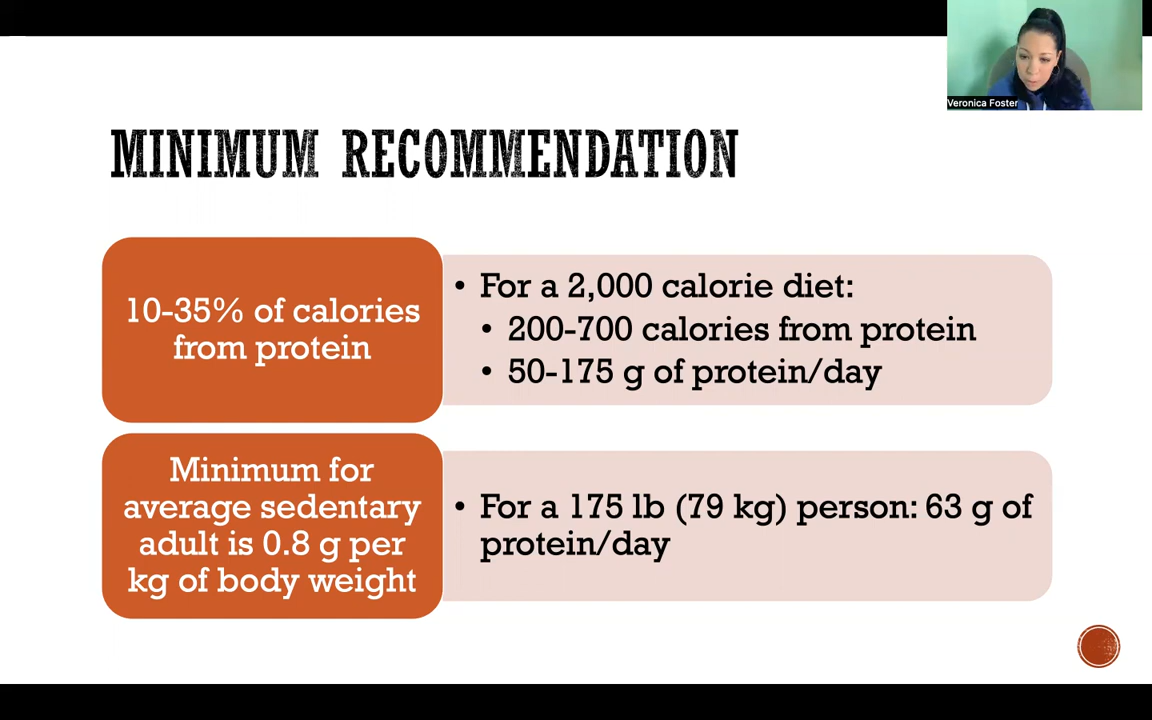 Veronica Foster
MINIMUM RECOMMENDATION
10-35% of calories
from protein
• For a 2,000 calorie diet:
• 200-700 calories from protein
• 50-175 g of protein/day
Minimum for
average sedentary
adult is 0.8 g per
kg of body weight
• For a 175 lb (79 kg) person: 63 g of
protein/day